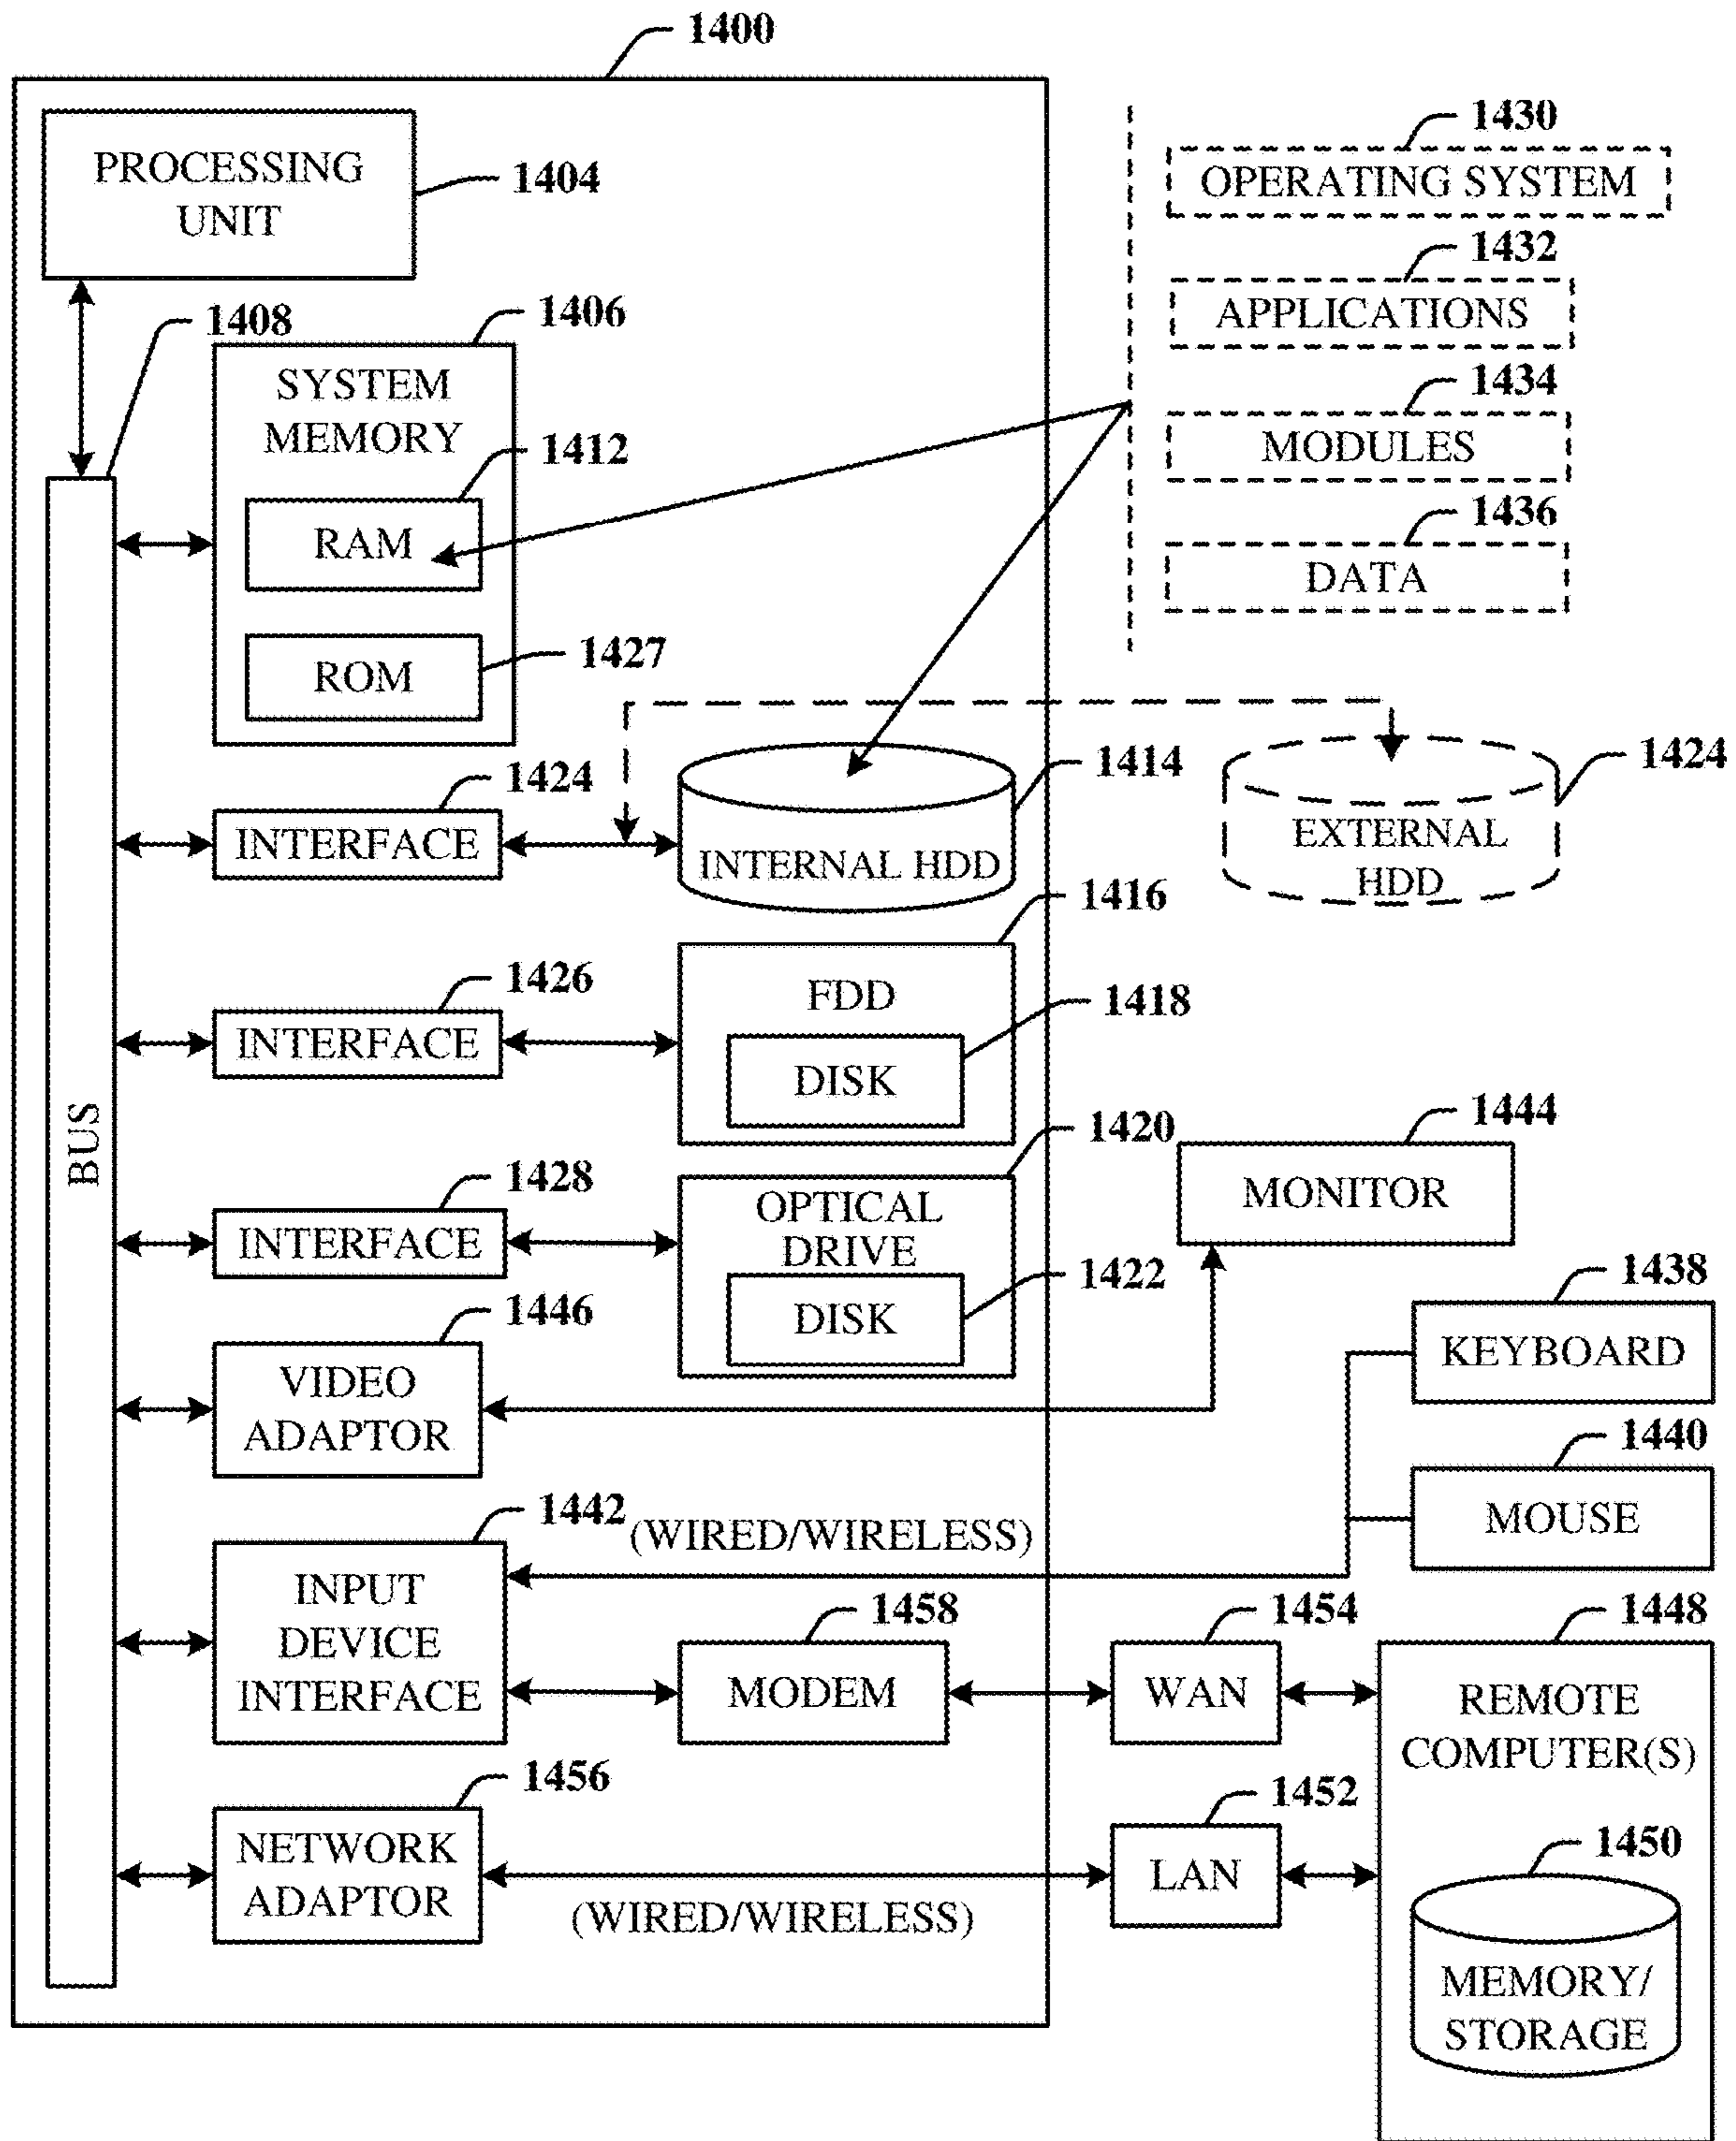 1400
PROCESSING
UNIT
1404
1430
OPERATING SYSTEM
1432
APPLICATIONS
1434
MODULES
1436
DATA
1408
1406
SYSTEM
MEMORY
1412
RAM
ROM
1427
1424
INTERFACE
1414
INTERNAL HDD
1424
EXTERNAL
HDD
1426
INTERFACE
1416
FDD
1418
DISK
BUS
1428
INTERFACE
1420
OPTICAL
DRIVE
1422
DISK
1444
MONITOR
1446
VIDEO
ADAPTOR
1438
KEYBOARD
1440
MOUSE
1442
(WIRED/WIRELESS)
INPUT
DEVICE
INTERFACE
1458
MODEM
1454
WAN
1448
REMOTE
COMPUTER(S)
1456
NETWORK
ADAPTOR
(WIRED/WIRELESS)
1452
LAN
1450
MEMORY/
STORAGE